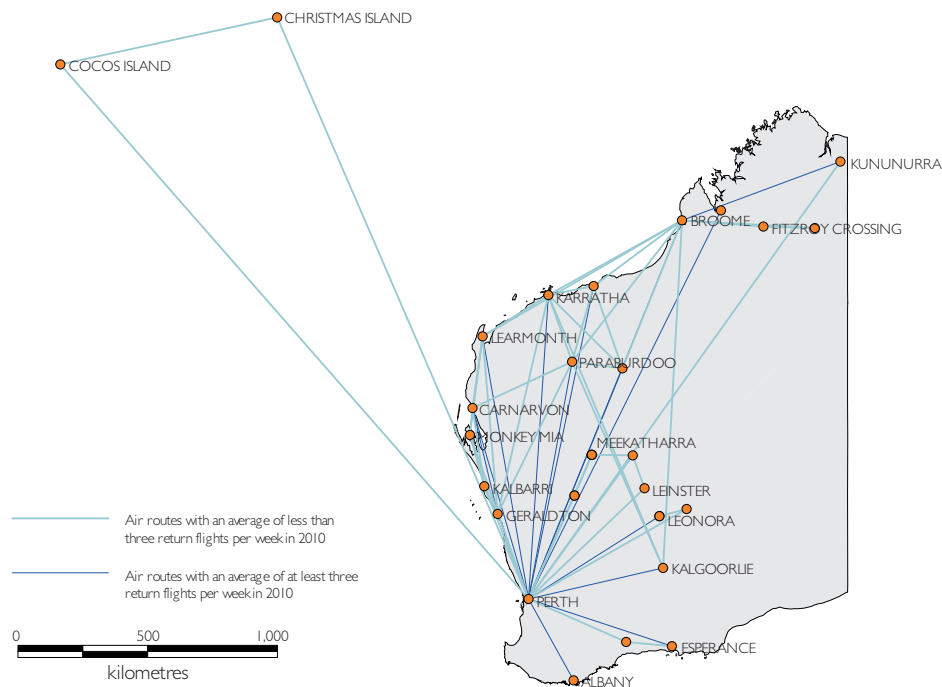 CHRISTMAS ISLAND
COCOS ISLAND
KUNUNURRA
BROOME
FITZROY CROSSING
KARRATHA
LEARMONTH
PARABURDOO
CARNARVON
MONKEY MIA
MEEKATHARRA
KALBARRI
LEINSTER
GERALDTON
LEONORA
Air routes with an average of less than
three return flights per week in 2010
KALGOORLIE
Air routes with an average of at least three
return flights per week in 2010
PERTH
0 500 1,000
kilometres
ESPERANCE
ALBANY